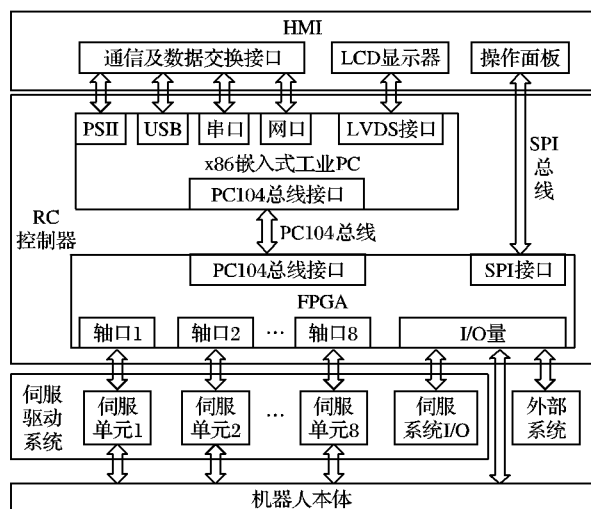 HMI
通信及数据交换接口
LCD显示器
操作面板
PSII
USB
串口
网口
LVDS接口
x86嵌入式工业PC
PC104总线接口
SPI
总
线
RC
控制器
PC104总线
PC104总线接口
SPI接口
FPGA
轴口1
轴口2
…
轴口8
I/O量
伺服
驱动
系统
伺服
单元1
伺服
单元2
…
伺服
单元8
伺服
系统I/O
外部
系统
机器人本体